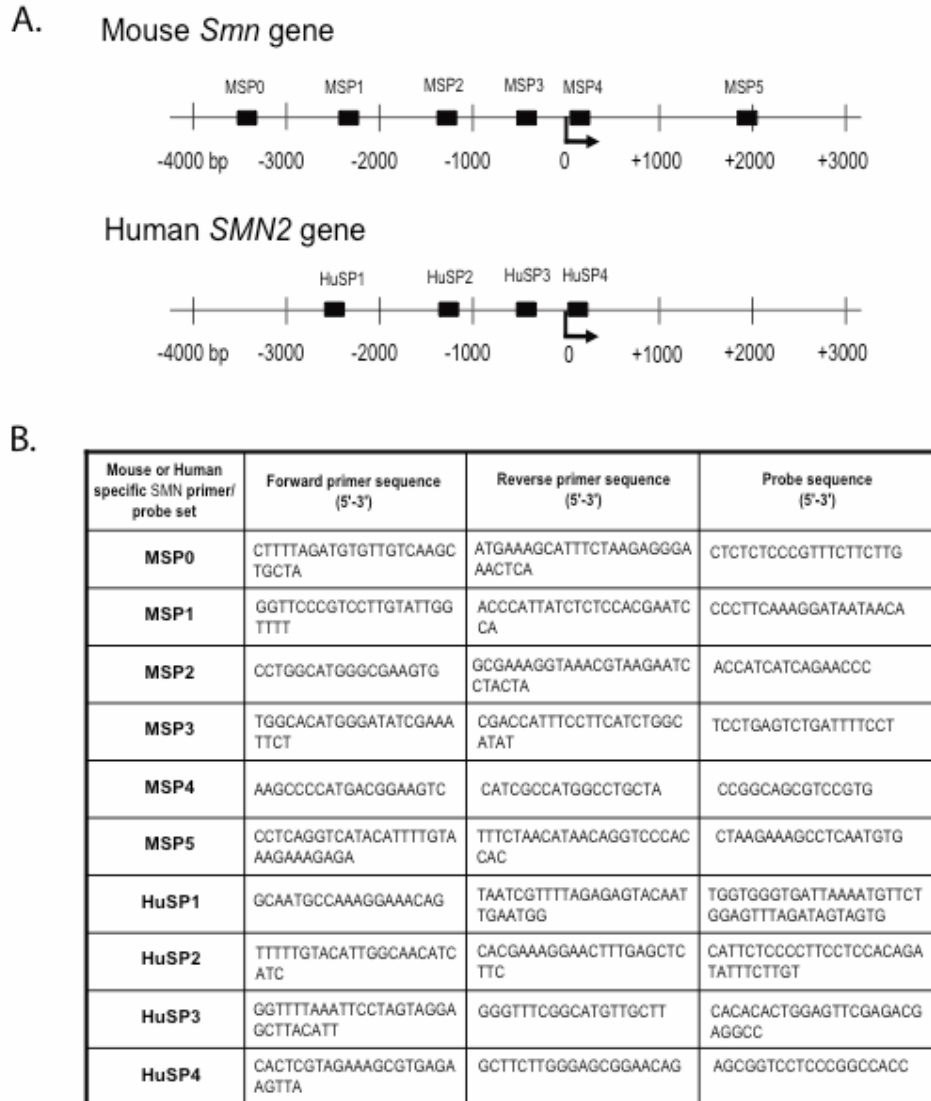 A.
Mouse Smn gene
MSP0 MSP1 MSP2 MSP3 MSP4 MSP5
-4000 bp -3000 -2000 -1000 0 +1000 +2000 +3000
Human SMN2 gene
HuSP1 HuSP2 HuSP3 HuSP4
-4000 bp -3000 -2000 -1000 0 +1000 +2000 +3000
B.
Mouse or Human
specific SMN primer/
probe set
Forward primer sequence
(5'-3')
Reverse primer sequence
(5'-3')
Probe sequence
(5'-3')
MSP0
CTTTTAGATGTGTTGTCAAGC
TGCTA
ATGAAAGCATTTCTAAGAGGGA
AACTCA
CTCTCTCCCGTTTCTTCTTG
MSP1
GGTTCCCGTCCTTGTATTGG
TTTT
ACCCATTATCTCTCCACGAATC
CA
CCCTTCAAAGGATAATAACA
MSP2
CCTGGCATGGGCGAAGTG
GCGAAAGGTAAACGTAAGAATC
CTACTA
ACCATCATCAGAACCC
MSP3
TGGCACATGGGATATCGAAA
TTCT
CGACCATTTCCTTCATCTGGC
ATAT
TCCTGAGTCTGATTTTCCT
MSP4
AAGCCCCATGACGGAAGTC
CATCGCCATGGCCTGCTA
CCGGCAGCGTCCGTG
MSP5
CCTCAGGTCATACATTTTGTA
AAGAAAGAGA
TTTCTAACATAACAGGTCCCAC
CAC
CTAAGAAAGCCTCAATGTG
HuSP1
GCAATGCCAAAGGAAACAG
TAATCGTTTTAGAGAGTACAAT
TGAATGG
TGGTGGGTGATTAAAATGTTCT
GGAGTTTAGATAGTAGTG
HuSP2
TTTTTGTACATTGGCAACATC
ATC
CACGAAAGGAACTTTGAGCTC
TTC
CATTCTCCCCTTCCTCCACAGA
TATTTCTTGT
HuSP3
GGTTTTAAATTCCTAGTAGGA
GCTTACATT
GGGTTTCGGCATGTTGCTT
CACACACTGGAGTTCGAGACG
AGGCC
HuSP4
CACTCGTAGAAAGCGTGAGA
AGTTA
GCTTCTTGGGAGCGGAACAG
AGCGGTCCTCCCGGCCACC